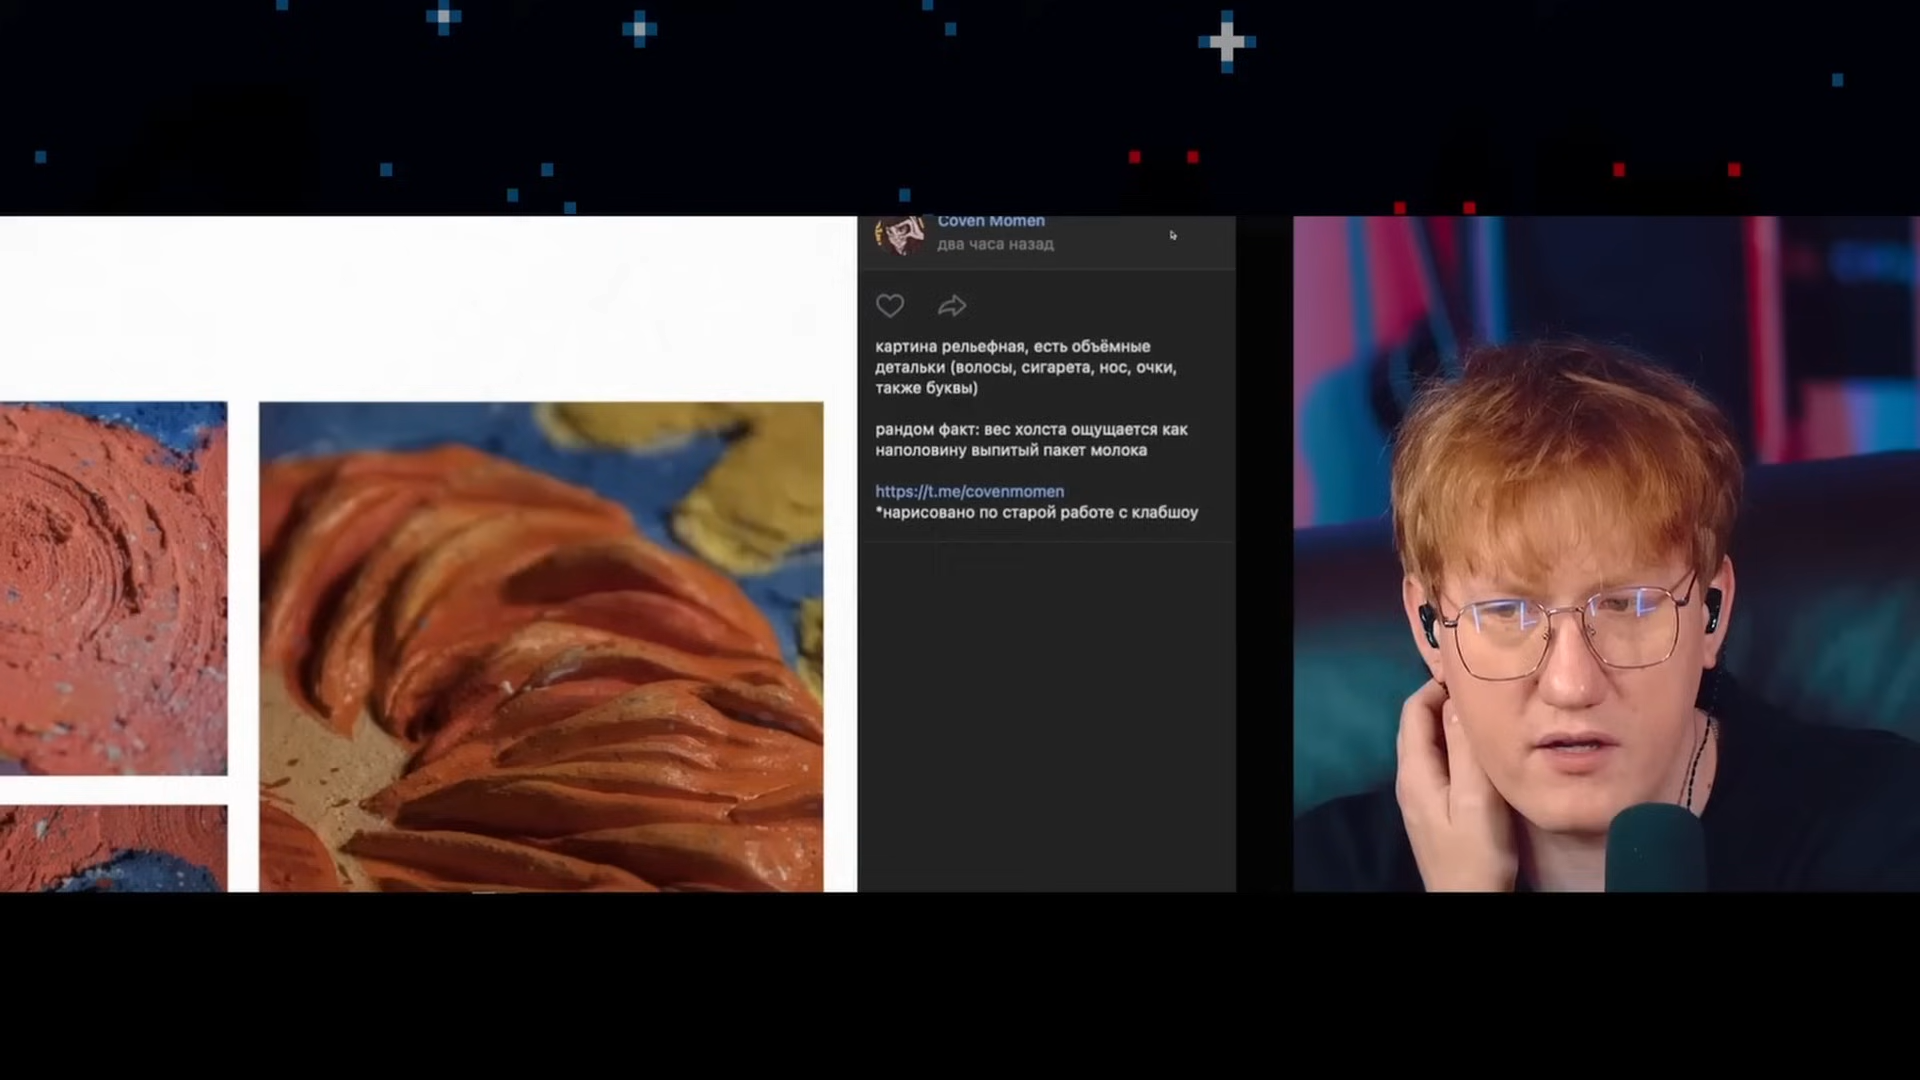 Coven Momen
два часа назад
картина рельефная, есть объёмные
детальки (волосы, сигарета, нос, очки,
также буквы)
рандом факт: вес холста ощущается как
наполовину выпитый пакет молока
https://t.me/covenmomen
*нарисовано по старой работе с клабшоу